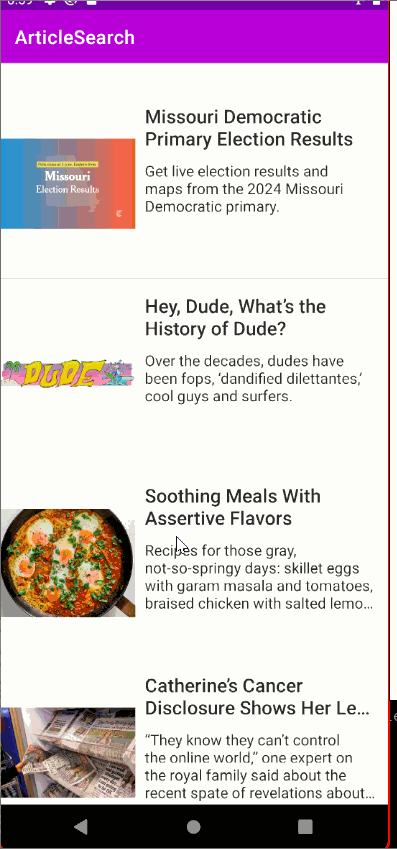 ArticleSearch
Missouri Democratic
Primary Election Results
Get live election results and
maps from the 2024 Missouri
Democratic primary.
Missouri
Election Results
Hey, Dude, What’s the
History of Dude?
Over the decades, dudes have
been fops, ‘dandified dilettantes,’
cool guys and surfers.
DUDE
Soothing Meals With
Assertive Flavors
Recipes for those gray,
not-so-springy days: skillet eggs
with garam masala and tomatoes,
braised chicken with salted lemo…
Catherine’s Cancer
Disclosure Shows Her Le…
“They know they can’t control
the online world,” one expert on
the royal family said about the
recent spate of revelations about…